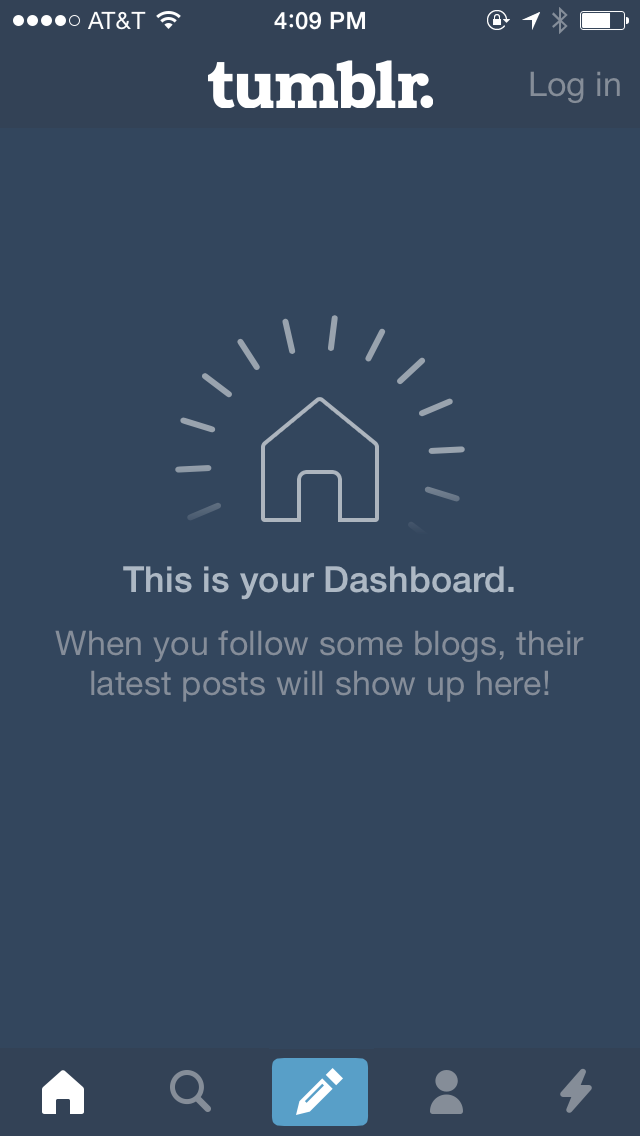 AT&T 4:09 PM
tumblr. Log in
This is your Dashboard.
When you follow some blogs, their
latest posts will show up here!